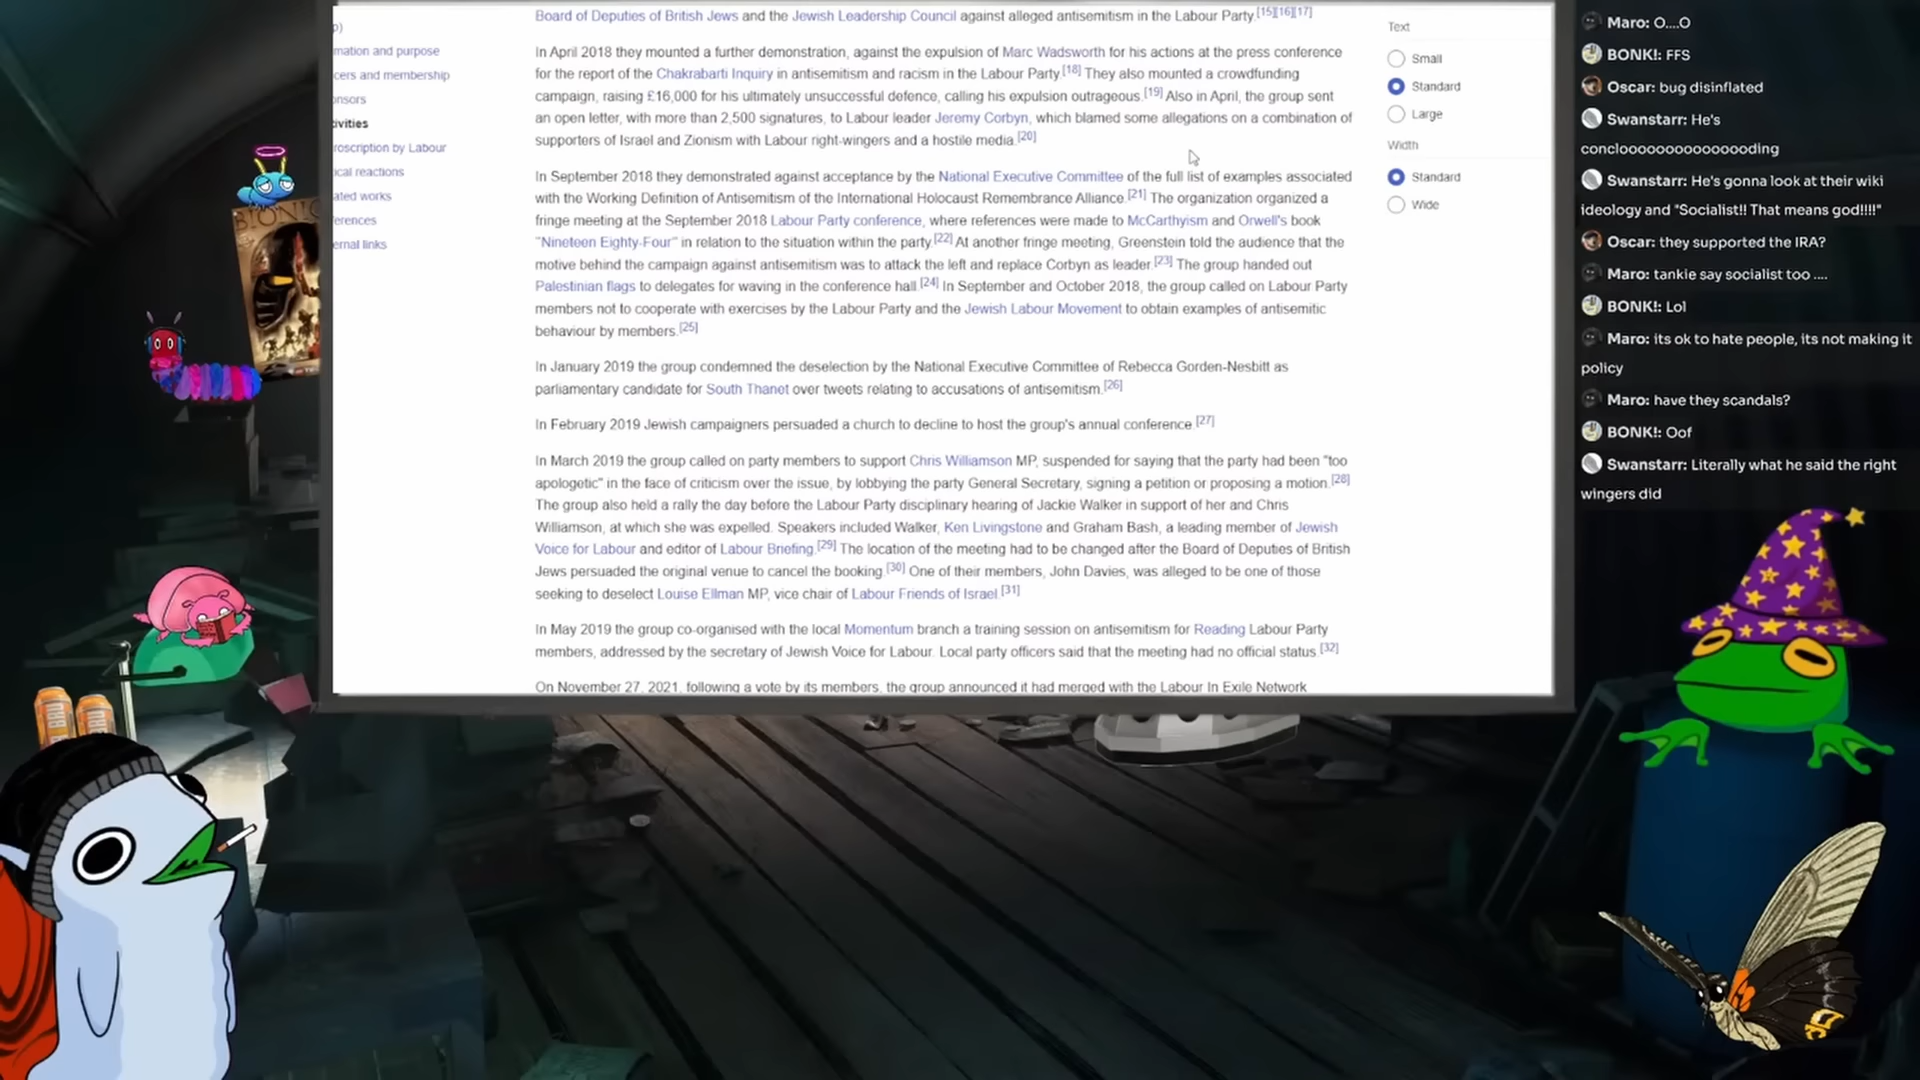 Board of Deputies of British Jews and the Jewish Leadership Council against alleged antisemitism in the Labour Party.[15][16][17]
In April 2018 they mounted a further demonstration, against the expulsion of Marc Wadsworth for his actions at the press conference
for the report of the Chakrabarti Inquiry in antisemitism and racism in the Labour Party.[18] They also mounted a crowdfunding
campaign, raising £16,000 for his ultimately unsuccessful defence, calling his expulsion outrageous.[19] Also in April, the group sent
an open letter, with more than 2,500 signatures, to Labour leader Jeremy Corbyn, which blamed some allegations on a combination of
supporters of Israel and Zionism with Labour right-wingers and a hostile media.[20]
In September 2018 they demonstrated against acceptance by the National Executive Committee of the full list of examples associated
with the Working Definition of Antisemitism of the International Holocaust Remembrance Alliance.[21] The organization organized a
fringe meeting at the September 2018 Labour Party conference, where references were made to McCarthyism and Orwell's book
"Nineteen Eighty-Four" in relation to the situation within the party.[22] At another fringe meeting, Greenstein told the audience that the
motive behind the campaign against antisemitism was to attack the left and replace Corbyn as leader.[23] The group handed out
Palestinian flags to delegates for waving in the conference hall.[24] In September and October 2018, the group called on Labour Party
members not to cooperate with exercises by the Labour Party and the Jewish Labour Movement to obtain examples of antisemitic
behaviour by members.[25]
In January 2019 the group condemned the deselection by the National Executive Committee of Rebecca Gorden-Nesbitt as
parliamentary candidate for South Thanet over tweets relating to accusations of antisemitism.[26]
In February 2019 Jewish campaigners persuaded a church to decline to host the group's annual conference.[27]
In March 2019 the group called on party members to support Chris Williamson MP, suspended for saying that the party had been "too
apologetic" in the face of criticism over the issue, by lobbying the party General Secretary, signing a petition or proposing a motion.[28]
The group also held a rally the day before the Labour Party disciplinary hearing of Jackie Walker in support of her and Chris
Williamson, at which she was expelled. Speakers included Walker, Ken Livingstone and Graham Bash, a leading member of Jewish
Voice for Labour and editor of Labour Briefing.[29] The location of the meeting had to be changed after the Board of Deputies of British
Jews persuaded the original venue to cancel the booking.[30] One of their members, John Davies, was alleged to be one of those
seeking to deselect Louise Ellman MP, vice chair of Labour Friends of Israel.[31]
In May 2019 the group co-organised with the local Momentum branch a training session on antisemitism for Reading Labour Party
members, addressed by the secretary of Jewish Voice for Labour. Local party officers said that the meeting had no official status.[32]
On November 27, 2021, following a vote by its members, the group announced it had merged with the Labour In Exile Network
p)
mation and purpose
cers and membership
onsors
ivities
roscription by Labour
ical reactions
ated works
ferences
ernal links
Text
Small
Standard
Large
Width
Standard
Wide
BIONIC
Maro: O....O
BONK!: FFS
Oscar: bug disinflated
Swanstarr: He's
conclooooooooooooooding
Swanstarr: He's gonna look at their wiki
ideology and "Socialist!! That means god!!!!"
Oscar: they supported the IRA?
Maro: tankie say socialist too ....
BONK!: Lol
Maro: its ok to hate people, its not making it
policy
Maro: have they scandals?
BONK!: Oof
Swanstarr: Literally what he said the right
wingers did